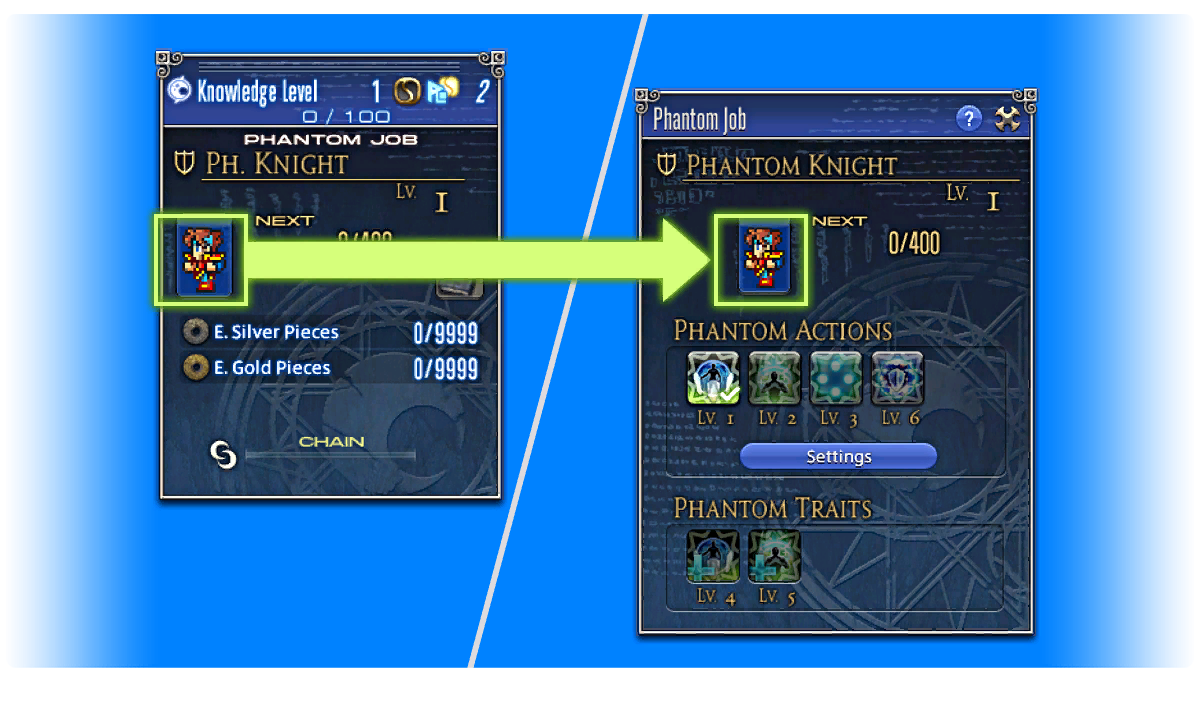 Knowledge Level 1 2
0 / 100
PHANTOM JOB
PH. KNIGHT
LV. 1
NEXT
0/400
E. Silver Pieces 0/9999
E. Gold Pieces 0/9999
CHAIN
Phantom Job ?
PHANTOM KNIGHT
LV. 1
NEXT
0/400
PHANTOM ACTIONS
LV. 1 LV. 2 LV. 3 LV. 6
Settings
PHANTOM TRAITS
LV. 4 LV. 5